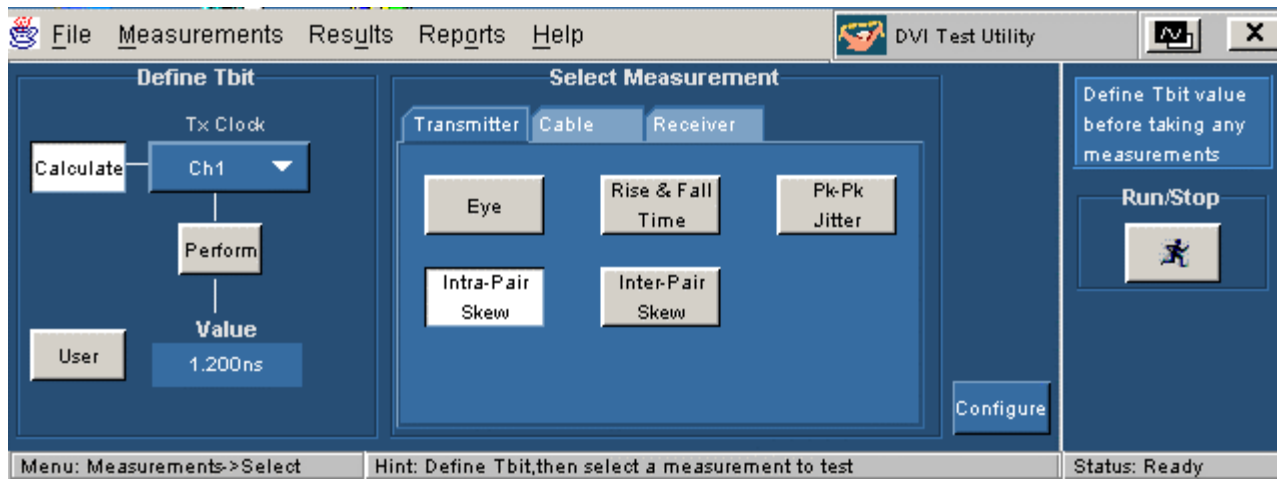 File Measurements Results Reports Help
DVI Test Utility
Define Tbit
Tx Clock
Calculate
Ch1
Perform
Value
User
1.200ns
Select Measurement
Transmitter Cable Receiver
Eye
Rise & Fall
Time
Pk-Pk
Jitter
Intra-Pair
Skew
Inter-Pair
Skew
Configure
Define Tbit value
before taking any
measurements
Run/Stop
Menu: Measurements->Select
Hint: Define Tbit,then select a measurement to test
Status: Ready